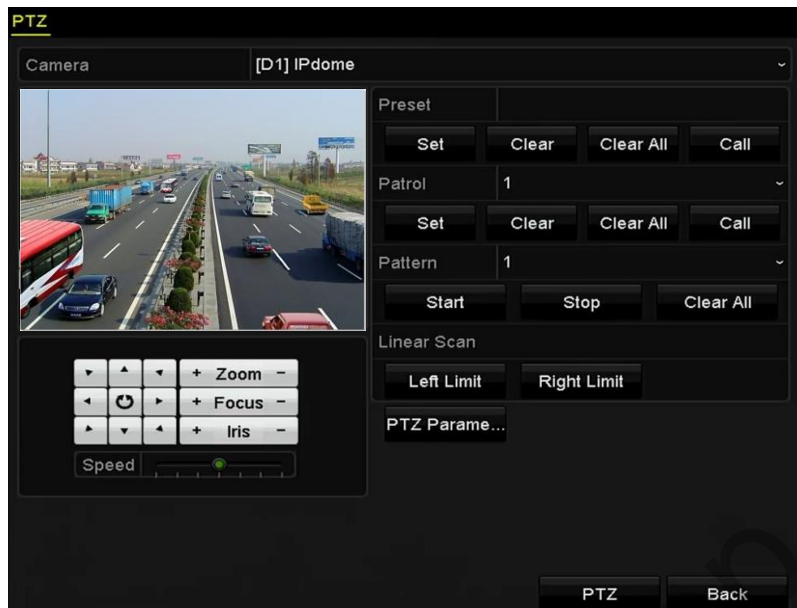 PTZ
Camera [D1] IPdome
Preset
Set Clear Clear All Call
Patrol 1
Set Clear Clear All Call
Pattern 1
Start Stop Clear All
Linear Scan
Left Limit Right Limit
PTZ Parame...
+ Zoom -
+ Focus -
+ Iris -
Speed
PTZ Back